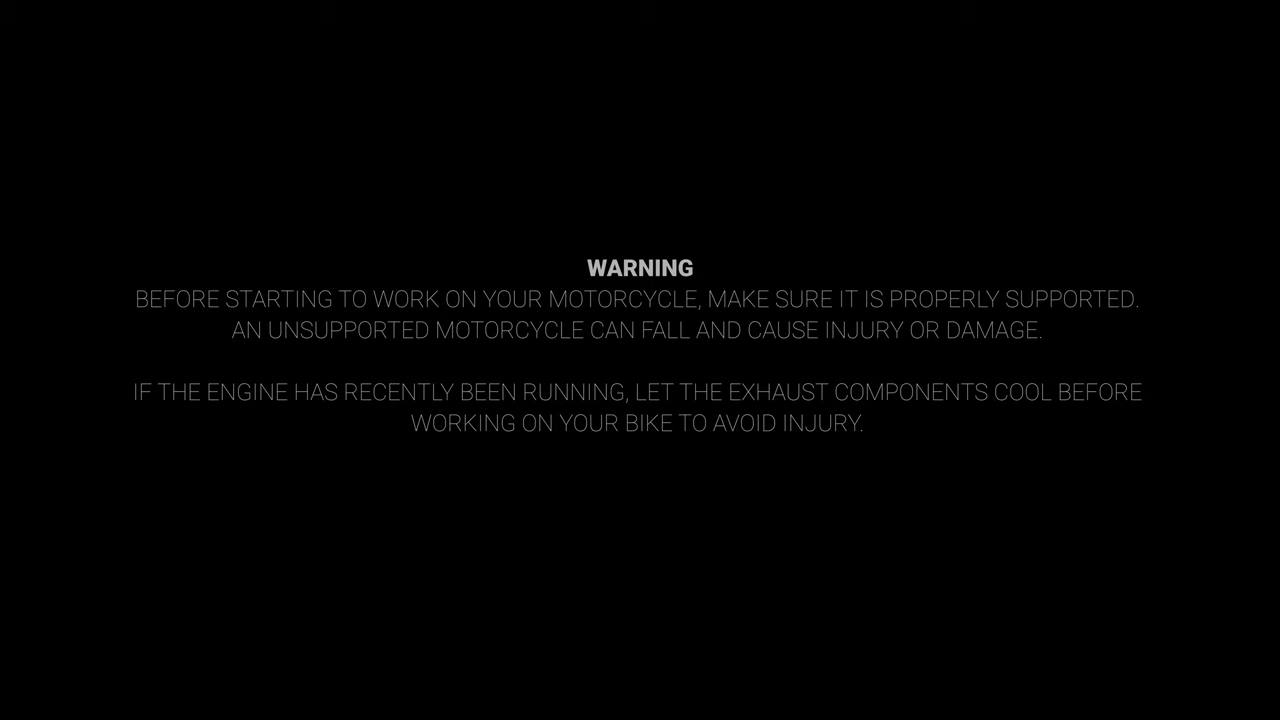 WARNING
BEFORE STARTING TO WORK ON YOUR MOTORCYCLE, MAKE SURE IT IS PROPERLY SUPPORTED.
AN UNSUPPORTED MOTORCYCLE CAN FALL AND CAUSE INJURY OR DAMAGE.
IF THE ENGINE HAS RECENTLY BEEN RUNNING, LET THE EXHAUST COMPONENTS COOL BEFORE
WORKING ON YOUR BIKE TO AVOID INJURY.